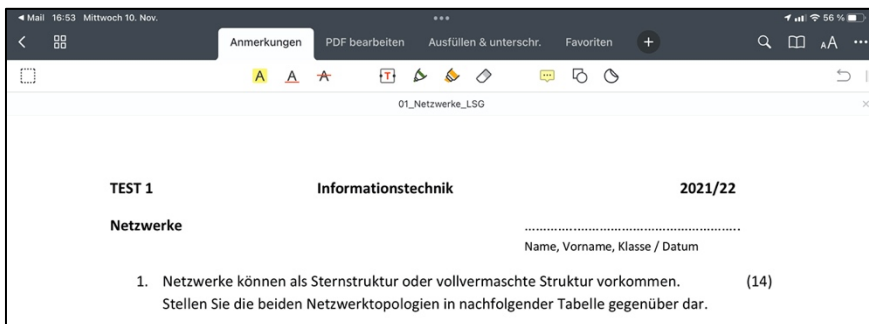 Mail 16:53 Mittwoch 10. Nov. 56 %
Anmerkungen PDF bearbeiten Ausfüllen & unterschr. Favoriten + AA
A A A T
01_Netzwerke_LSG
TEST 1 Informationstechnik 2021/22
Netzwerke ........................................................
Name, Vorname, Klasse / Datum
1. Netzwerke können als Sternstruktur oder vollvermaschte Struktur vorkommen. (14)
Stellen Sie die beiden Netzwerktopologien in nachfolgender Tabelle gegenüber dar.